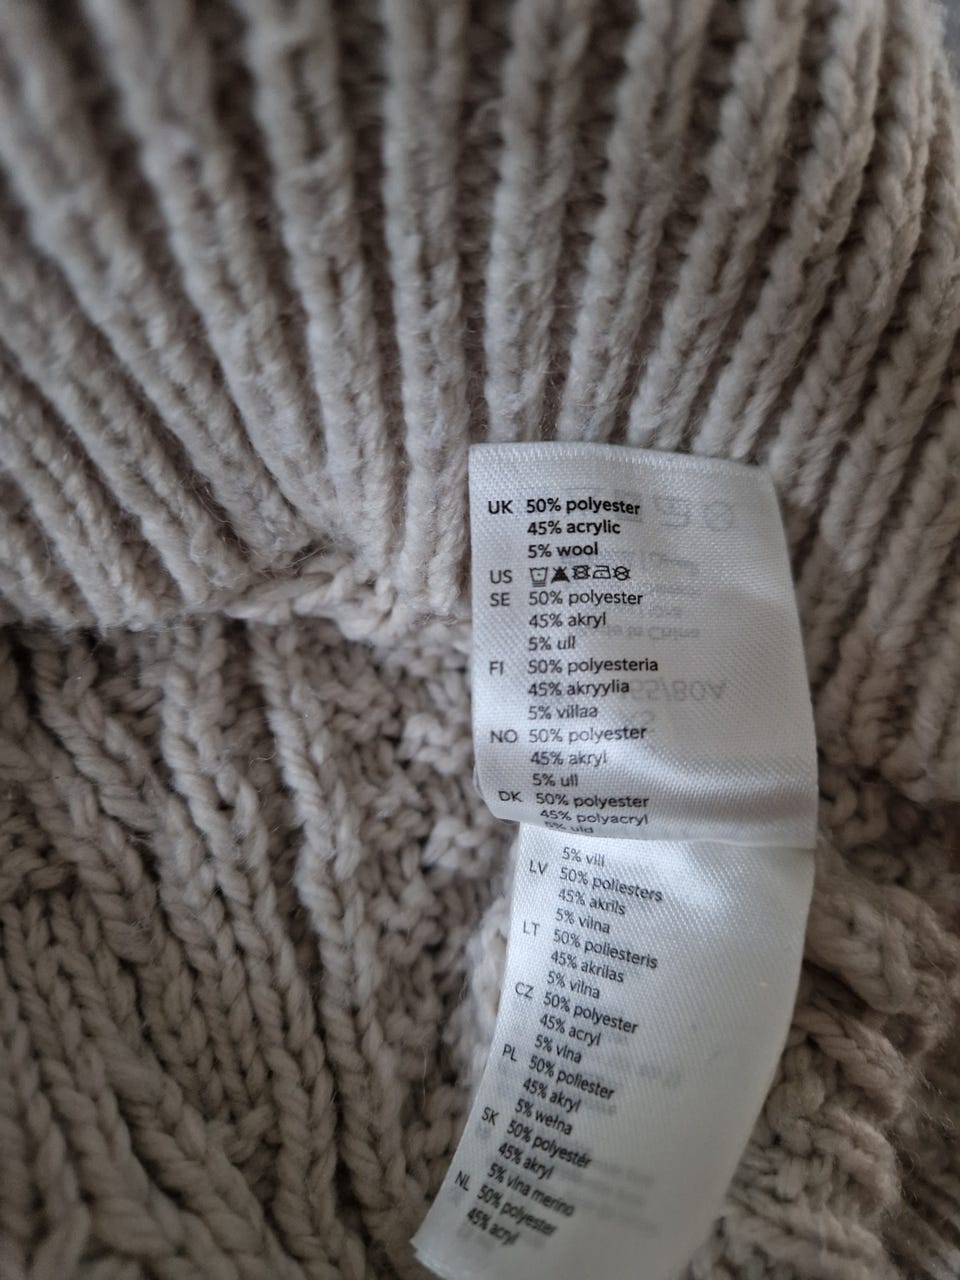 UK 50% polyester
45% acrylic
5% wool
US
SE 50% polyester
45% akryl
5% ull
FI 50% polyesteria
45% akryylia
5% villaa
NO 50% polyester
45% akryl
5% ull
DK 50% polyester
45% polyacryl
5% uld
5% vill
LV 50% poliesters
45% akrils
5% vilna
LT 50% poliesteris
45% akrilas
5% vilna
CZ 50% polyester
45% acryl
5% vlna
PL 50% poliester
45% akryl
5% wełna
SK 50% polyestér
45% akryl
5% vlna merino
NL 50% polyester
45% acryl